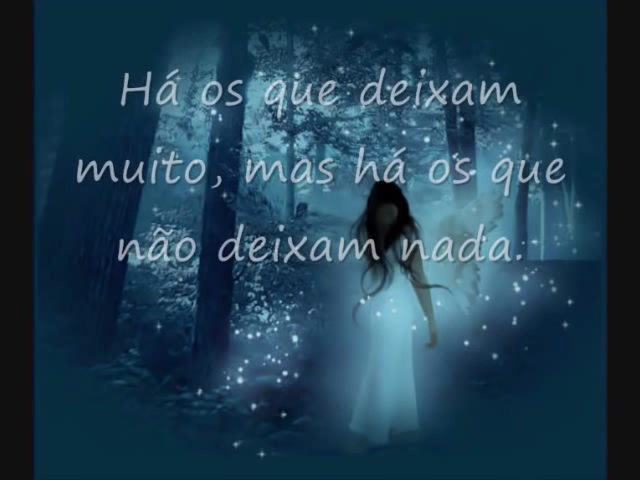 Há os que deixam
muito, mas há os que
não deixam nada.